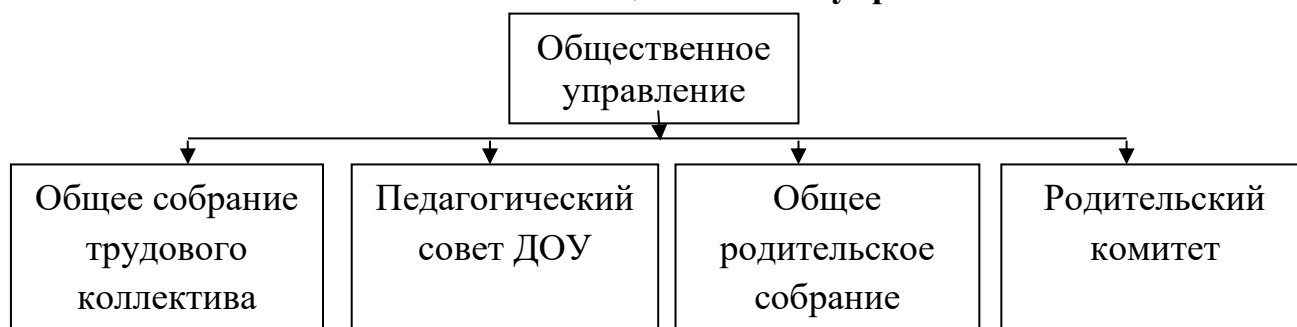 Общественное
управление
Общее собрание
трудового
коллектива
Педагогический
совет ДОУ
Общее
родительское
собрание
Родительский
комитет